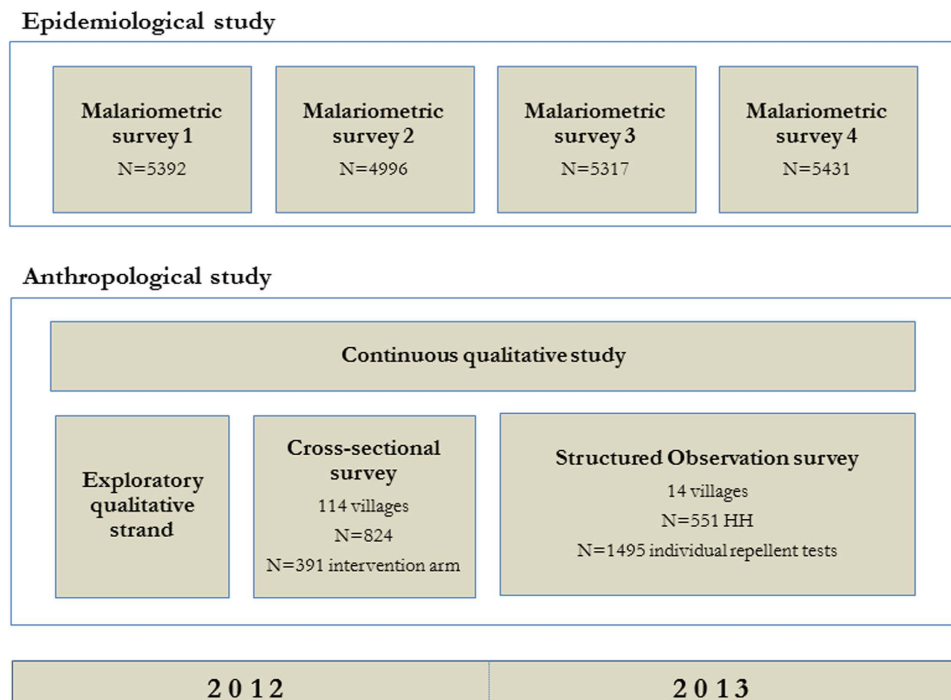 Epidemiological study
Malariometric
survey 1
N=5392
Malariometric
survey 2
N=4996
Malariometric
survey 3
N=5317
Malariometric
survey 4
N=5431
Anthropological study
Continuous qualitative study
Exploratory
qualitative
strand
Cross-sectional
survey
114 villages
N=824
N=391 intervention arm
Structured Observation survey
14 villages
N=551 HH
N=1495 individual repellent tests
2012
2013